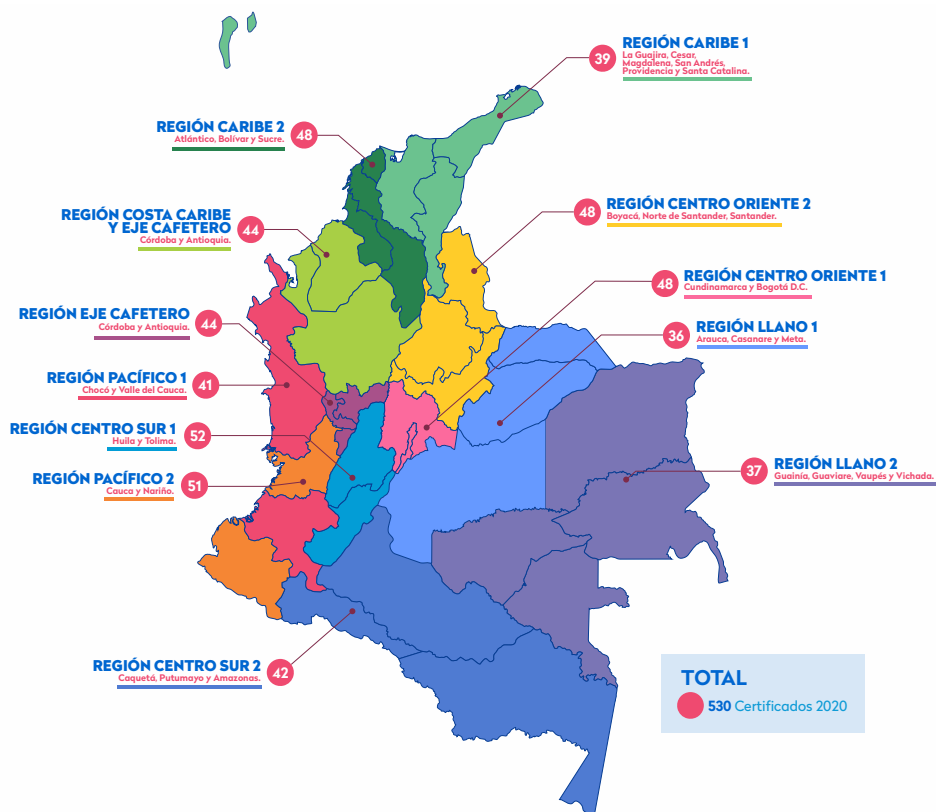 REGIÓN CARIBE 1
La Guajira, Cesar,
Magdalena, San Andrés,
Providencia y Santa Catalina.
39
REGIÓN CARIBE 2
Atlántico, Bolívar y Sucre.
48
REGIÓN CENTRO ORIENTE 2
Boyacá, Norte de Santander, Santander.
48
REGIÓN COSTA CARIBE
Y EJE CAFETERO
Córdoba y Antioquia.
44
REGIÓN CENTRO ORIENTE 1
Cundinamarca y Bogotá D.C.
48
REGIÓN EJE CAFETERO
Córdoba y Antioquia.
44
REGIÓN LLANO 1
Arauca, Casanare y Meta.
36
REGIÓN PACÍFICO 1
Chocó y Valle del Cauca.
41
REGIÓN CENTRO SUR 1
Huila y Tolima.
52
REGIÓN LLANO 2
Guainía, Guaviare, Vaupés y Vichada.
37
REGIÓN PACÍFICO 2
Cauca y Nariño.
51
REGIÓN CENTRO SUR 2
Caquetá, Putumayo y Amazonas.
42
TOTAL
530 Certificados 2020